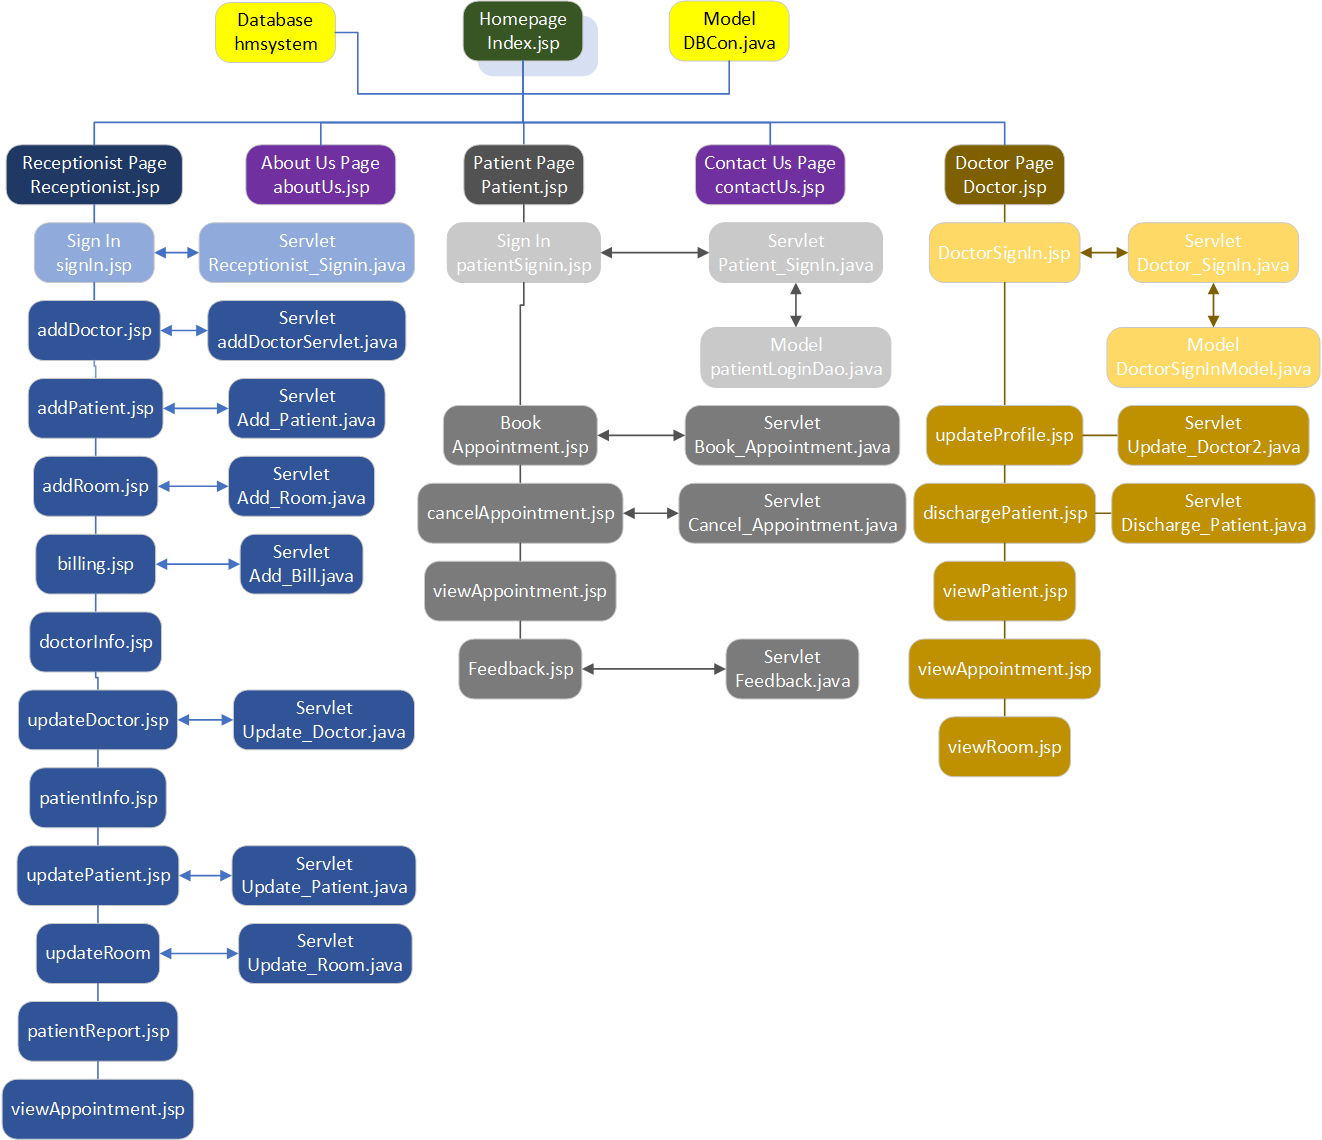 Database
hmsystem
Homepage
Index.jsp
Model
DBCon.java
Receptionist Page
Receptionist.jsp
About Us Page
aboutUs.jsp
Patient Page
Patient.jsp
Contact Us Page
contactUs.jsp
Doctor Page
Doctor.jsp
Sign In
signIn.jsp
Servlet
Receptionist_Signin.java
addDoctor.jsp
Servlet
addDoctorServlet.java
addPatient.jsp
Servlet
Add_Patient.java
addRoom.jsp
Servlet
Add_Room.java
billing.jsp
Servlet
Add_Bill.java
doctorInfo.jsp
updateDoctor.jsp
Servlet
Update_Doctor.java
patientInfo.jsp
updatePatient.jsp
Servlet
Update_Patient.java
updateRoom
Servlet
Update_Room.java
patientReport.jsp
viewAppointment.jsp
Sign In
patientSignin.jsp
Servlet
Patient_SignIn.java
Model
patientLoginDao.java
Book
Appointment.jsp
Servlet
Book_Appointment.java
cancelAppointment.jsp
Servlet
Cancel_Appointment.java
viewAppointment.jsp
Feedback.jsp
Servlet
Feedback.java
DoctorSignIn.jsp
Servlet
Doctor_SignIn.java
Model
DoctorSignInModel.java
updateProfile.jsp
Servlet
Update_Doctor2.java
dischargePatient.jsp
Servlet
Discharge_Patient.java
viewPatient.jsp
viewAppointment.jsp
viewRoom.jsp